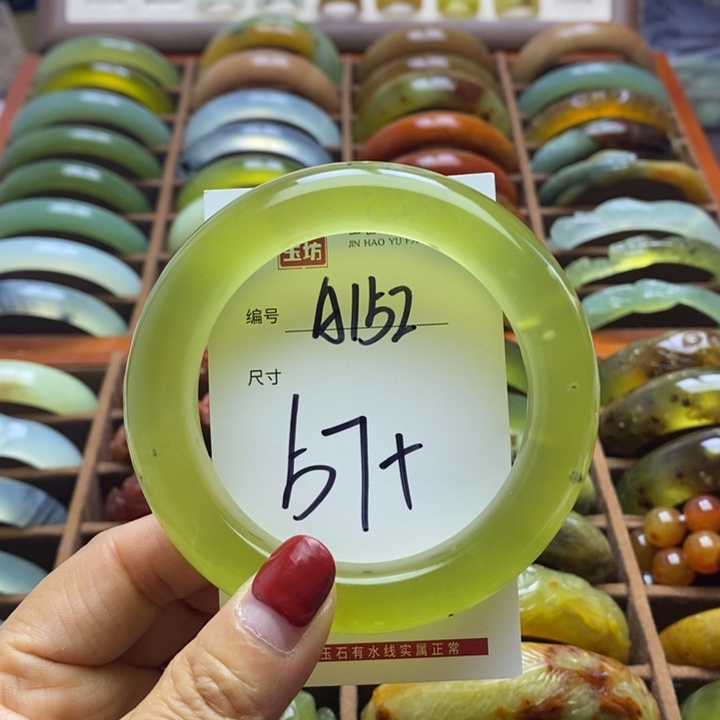 玉坊
JIN HAO YU FA
编号 A152
尺寸
57+
玉石有水线实属正常